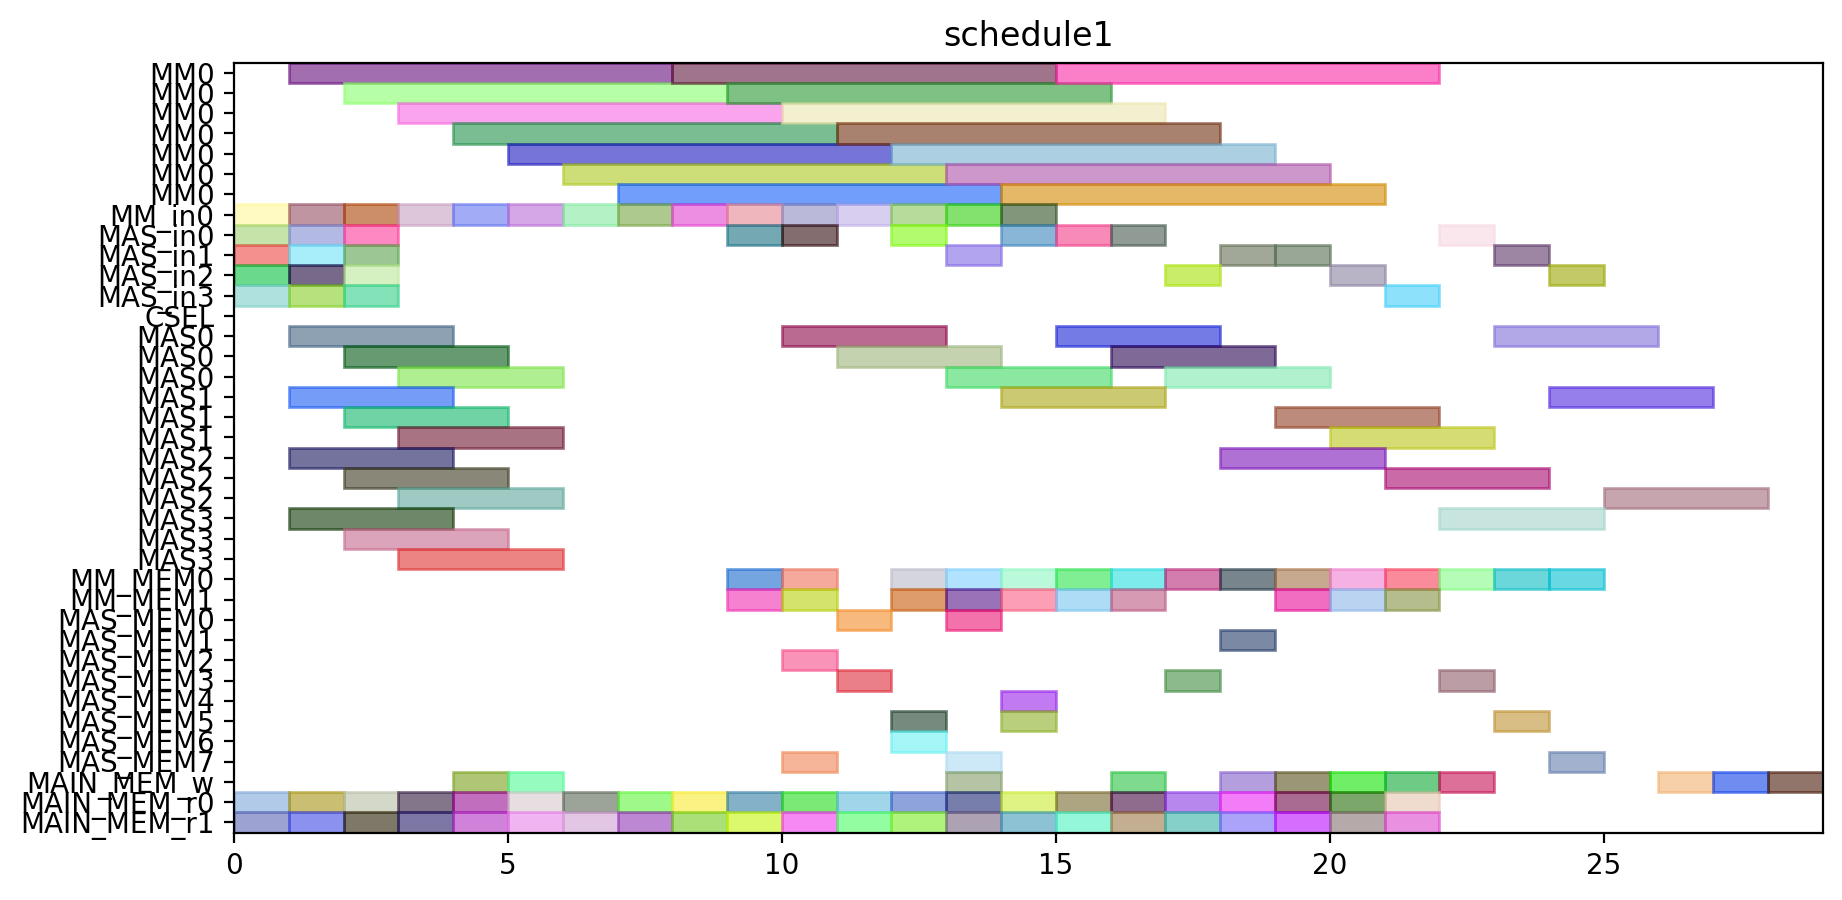 schedule1
MM0
MM0
MM0
MM0
MM0
MM0
MM0
MM_in0
MAS_in0
MAS_in1
MAS_in2
MAS_in3
CSEL
MAS0
MAS0
MAS0
MAS1
MAS1
MAS1
MAS2
MAS2
MAS2
MAS3
MAS3
MAS3
MM_MEM0
MM_MEM1
MAS_MEM0
MAS_MEM1
MAS_MEM2
MAS_MEM3
MAS_MEM4
MAS_MEM5
MAS_MEM6
MAS_MEM7
MAIN_MEM_w
MAIN_MEM_r0
MAIN_MEM_r1
0 5 10 15 20 25